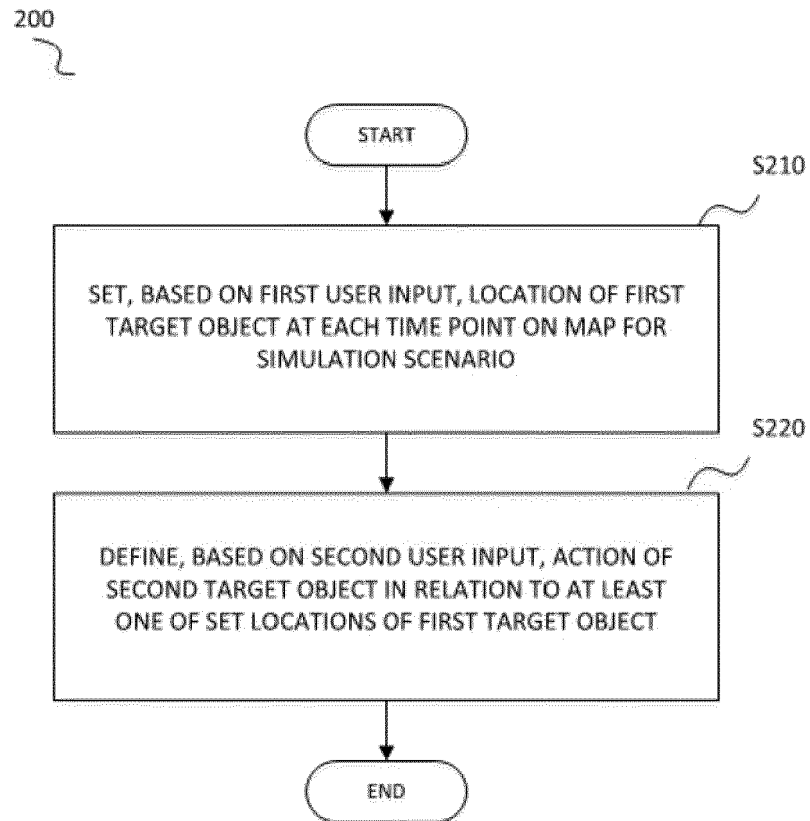 200
START
S210
SET, BASED ON FIRST USER INPUT, LOCATION OF FIRST
TARGET OBJECT AT EACH TIME POINT ON MAP FOR
SIMULATION SCENARIO
S220
DEFINE, BASED ON SECOND USER INPUT, ACTION OF
SECOND TARGET OBJECT IN RELATION TO AT LEAST
ONE OF SET LOCATIONS OF FIRST TARGET OBJECT
END